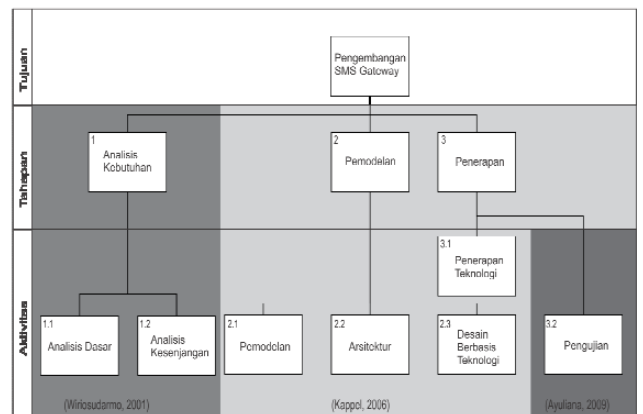 Tujuan
Pengembangan
SMS Gateway
Tahapan
1
Analisis
Kebutuhan
2
Pemodelan
3
Penerapan
Aktivitas
3.1
Penerapan
Teknologi
1.1
Analisis Dasar
1.2
Analisis
Kesenjangan
2.1
Pemodelan
2.2
Arsitektur
2.3
Desain
Berbasis
Teknologi
3.2
Pengujian
(Wiriosudarmo, 2001)
(Kappol, 2006)
(Ayuliana, 2009)